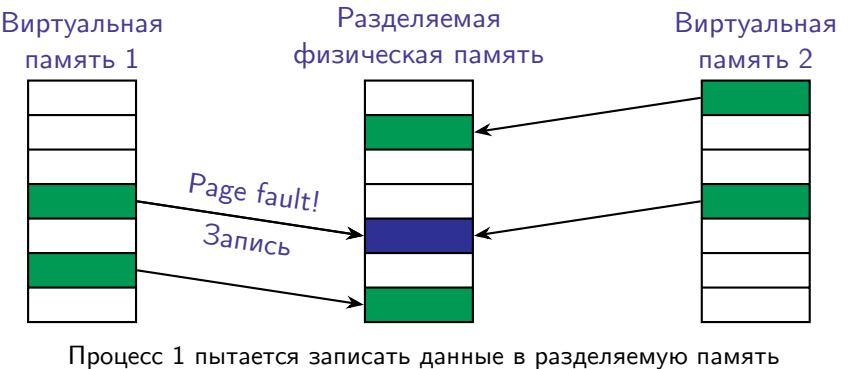 Виртуальная
память 1
Разделяемая
физическая память
Виртуальная
память 2
Page fault!
Запись
Процесс 1 пытается записать данные в разделяемую память